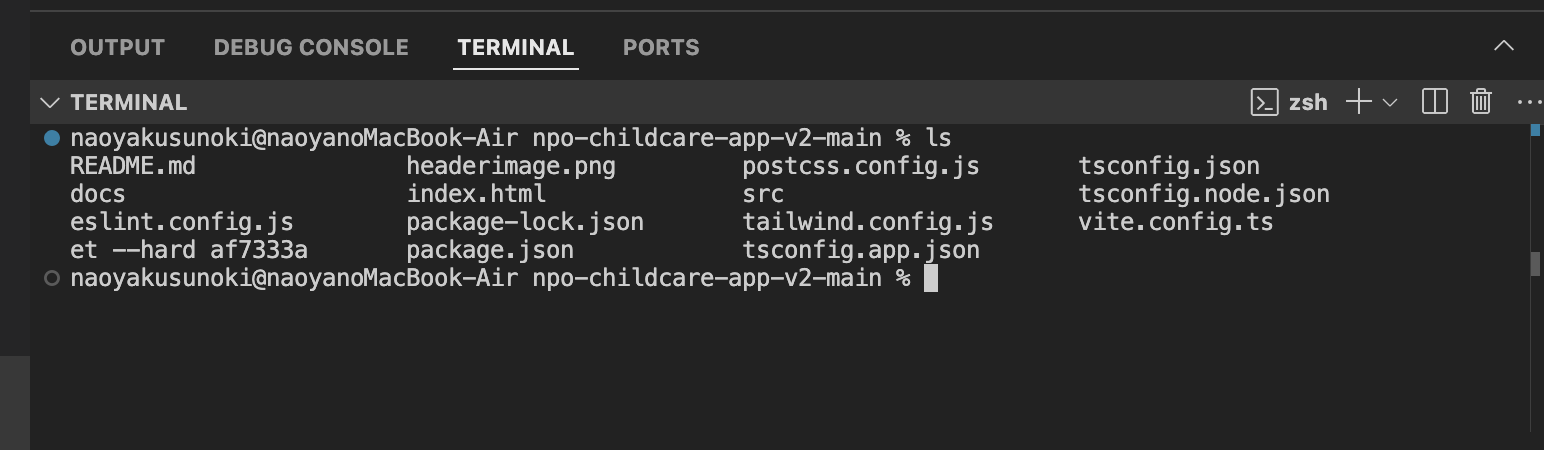 OUTPUT DEBUG CONSOLE TERMINAL PORTS
TERMINAL zsh
naoyakusunoki@naoyanoMacBook-Air npo-childcare-app-v2-main % ls
README.md headerimage.png postcss.config.js tsconfig.json
docs index.html src tsconfig.node.json
eslint.config.js package-lock.json tailwind.config.js vite.config.ts
et --hard af7333a package.json tsconfig.app.json
naoyakusunoki@naoyanoMacBook-Air npo-childcare-app-v2-main %